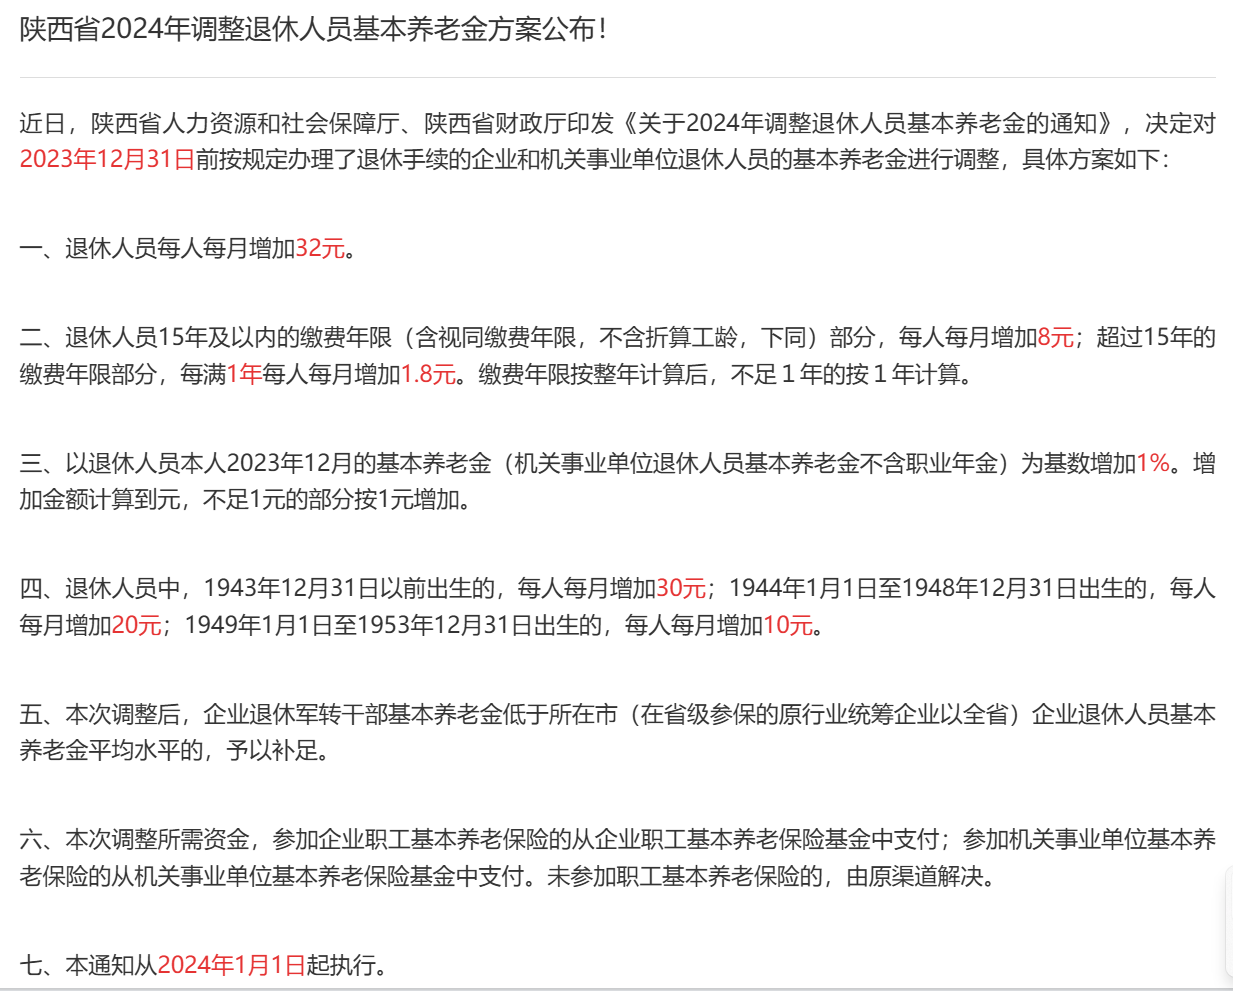 陕西省2024年调整退休人员基本养老金方案公布！
近日，陕西省人力资源和社会保障厅、陕西省财政厅印发《关于2024年调整退休人员基本养老金的通知》，决定对
2023年12月31日前按规定办理了退休手续的企业和机关事业单位退休人员的基本养老金进行调整，具体方案如下：
一、退休人员每人每月增加32元。
二、退休人员15年及以内的缴费年限（含视同缴费年限，不含折算工龄，下同）部分，每人每月增加8元；超过15年的
缴费年限部分，每满1年每人每月增加1.8元。缴费年限按整年计算后，不足１年的按１年计算。
三、以退休人员本人2023年12月的基本养老金（机关事业单位退休人员基本养老金不含职业年金）为基数增加1%。增
加金额计算到元，不足1元的部分按1元增加。
四、退休人员中，1943年12月31日以前出生的，每人每月增加30元；1944年1月1日至1948年12月31日出生的，每人
每月增加20元；1949年1月1日至1953年12月31日出生的，每人每月增加10元。
五、本次调整后，企业退休军转干部基本养老金低于所在市（在省级参保的原行业统筹企业以全省）企业退休人员基本
养老金平均水平的，予以补足。
六、本次调整所需资金，参加企业职工基本养老保险的从企业职工基本养老保险基金中支付；参加机关事业单位基本养
老保险的从机关事业单位基本养老保险基金中支付。未参加职工基本养老保险的，由原渠道解决。
七、本通知从2024年1月1日起执行。